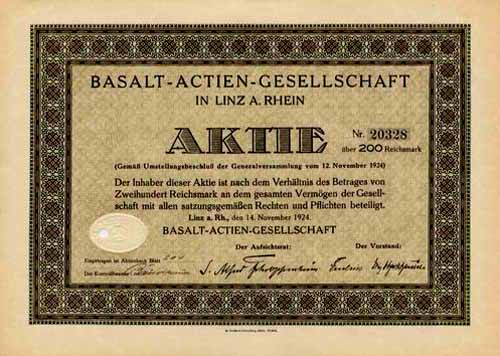 BASALT-ACTIEN-GESELLSCHAFT
IN LINZ A. RHEIN
AKTIE
Nr. 20328
über 200 Reichsmark
(Gemäß Umstellungsbeschluß der Generalversammlung vom 12. November 1924)
Der Inhaber dieser Aktie ist nach dem Verhältnis des Betrages von
Zweihundert Reichsmark an dem gesamten Vermögen der Gesell-
schaft mit allen satzungsgemäßen Rechten und Pflichten beteiligt.
Linz a. Rh., den 14. November 1924.
BASALT-ACTIEN-GESELLSCHAFT
Der Aufsichtsrat: Der Vorstand:
Eingetragen im Aktienbuch Blatt
Der Kontrollbeamte